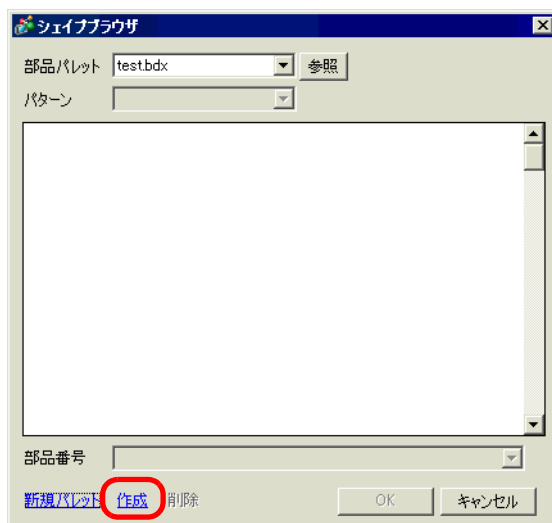 シェイプブラウザ
部品パレット test.bdx 参照
パターン
部品番号
新規パレット 作成 削除 OK キャンセル